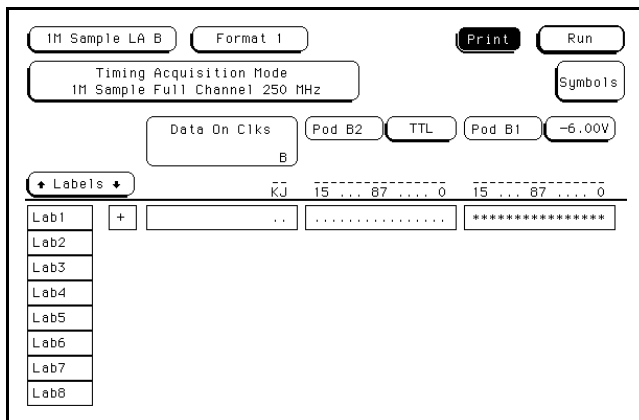 1M Sample LA B Format 1 Print Run
Timing Acquisition Mode
1M Sample Full Channel 250 MHz
Symbols
Data On Clks Pod B2 TTL Pod B1 -6.00V
B
Labels
KJ 15 ... 87 .... 0 15 ... 87 .... 0
Lab1 + .. ................ ****************
Lab2
Lab3
Lab4
Lab5
Lab6
Lab7
Lab8